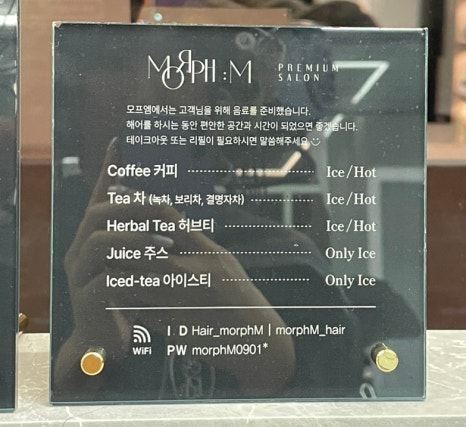 MORPH:M PREMIUM SALON
모프엠에서는 고객님을 위해 음료를 준비했습니다.
헤어를 하시는 동안 편안한 공간과 시간이 되었으면 좋겠습니다.
테이크아웃 또는 리필이 필요하시면 말씀해주세요
Coffee 커피 Ice/Hot
Tea 차 (녹차, 보리차, 결명자차) Ice/Hot
Herbal Tea 허브티 Ice/Hot
Juice 주스 Only Ice
Iced-tea 아이스티 Only Ice
I D Hair_morphM | morphM_hair
WiFi PW morphM0901*